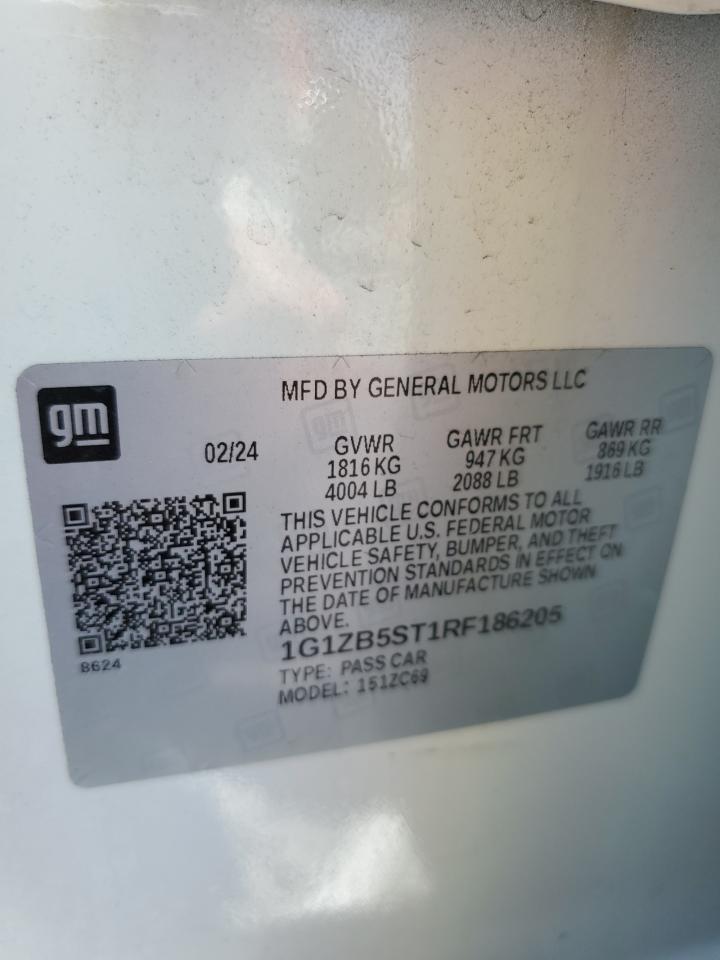 gm
MFD BY GENERAL MOTORS LLC
02/24
GVWR
1816 KG
4004 LB
GAWR FRT
947 KG
2088 LB
GAWR RR
869 KG
1916 LB
THIS VEHICLE CONFORMS TO ALL
APPLICABLE U.S. FEDERAL MOTOR
VEHICLE SAFETY, BUMPER, AND THEFT
PREVENTION STANDARDS IN EFFECT ON
THE DATE OF MANUFACTURE SHOWN
ABOVE.
1G1ZB5ST1RF186205
TYPE: PASS CAR
MODEL: 151ZC69
8624